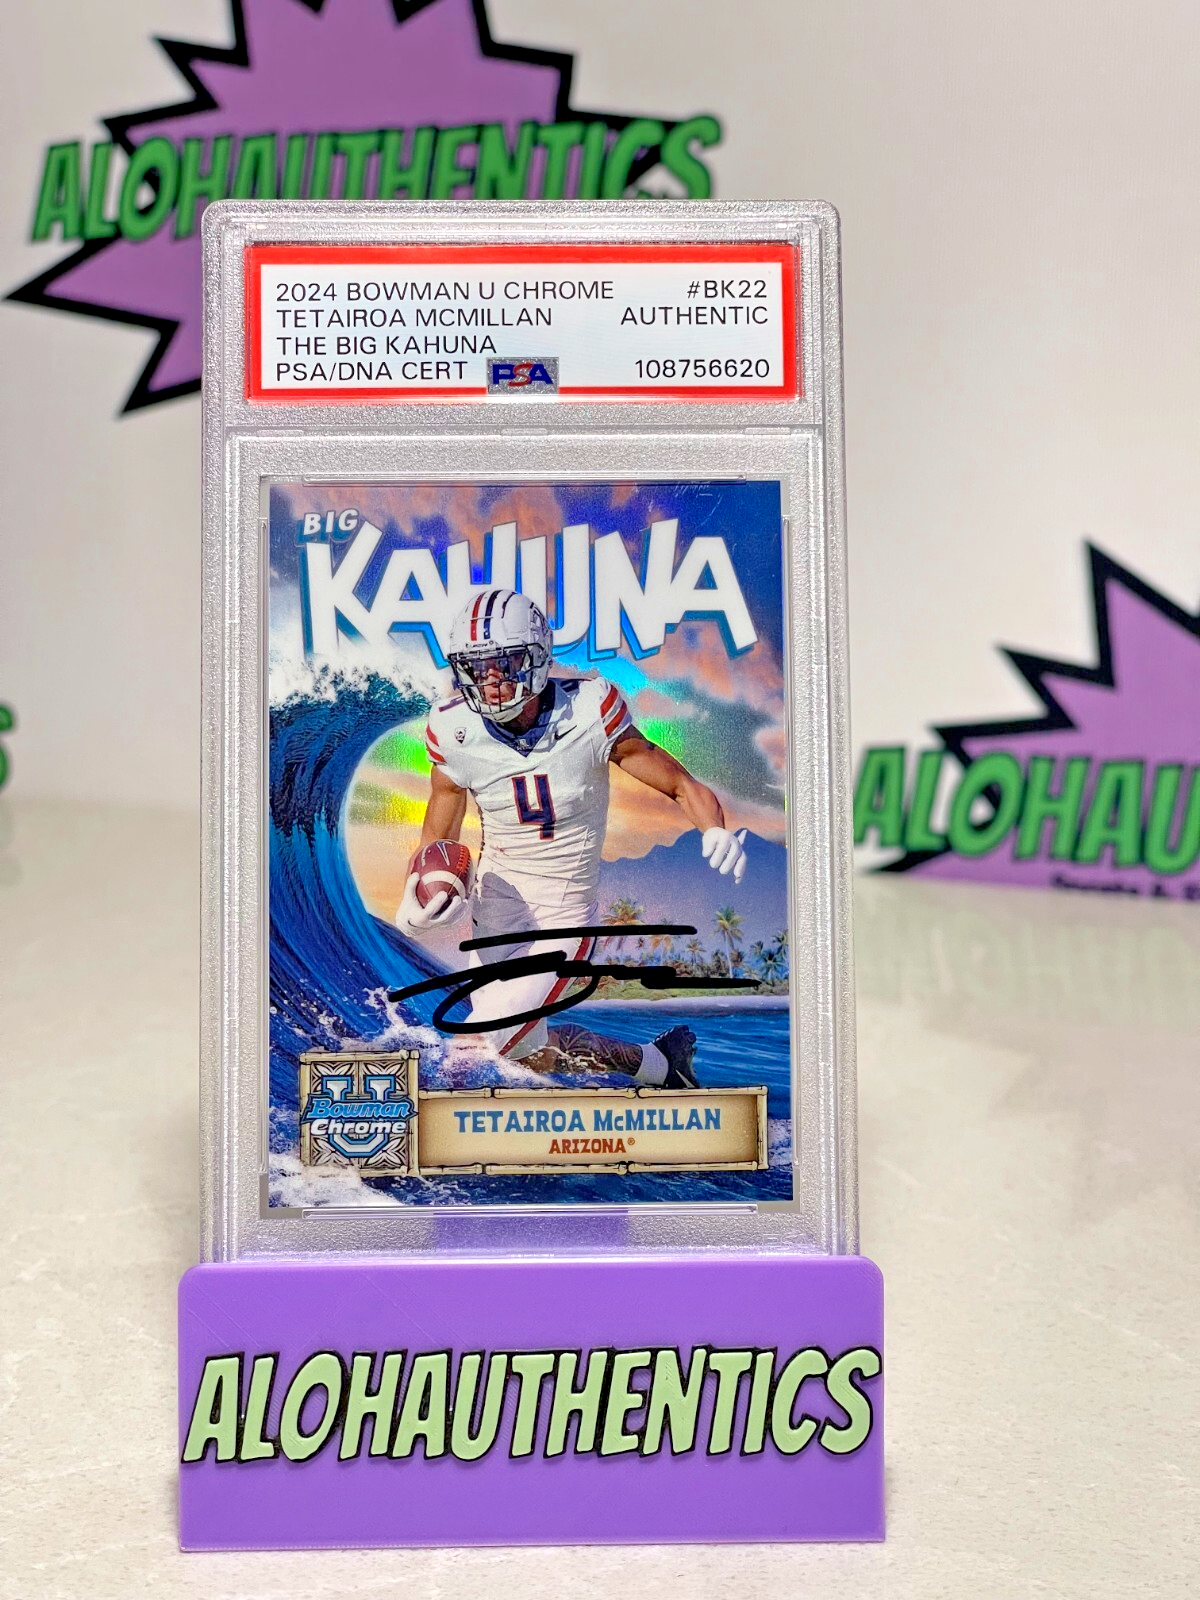 ALOHAUTHENTICS
2024 BOWMAN U CHROME #BK22
TETAIROA MCMILLAN AUTHENTIC
THE BIG KAHUNA
PSA/DNA CERT PSA 108756620
BIG
KAHUNA
4
ALOHAU
U
Bowman
Chrome
TETAIROA McMILLAN
ARIZONA®
ALOHAUTHENTICS